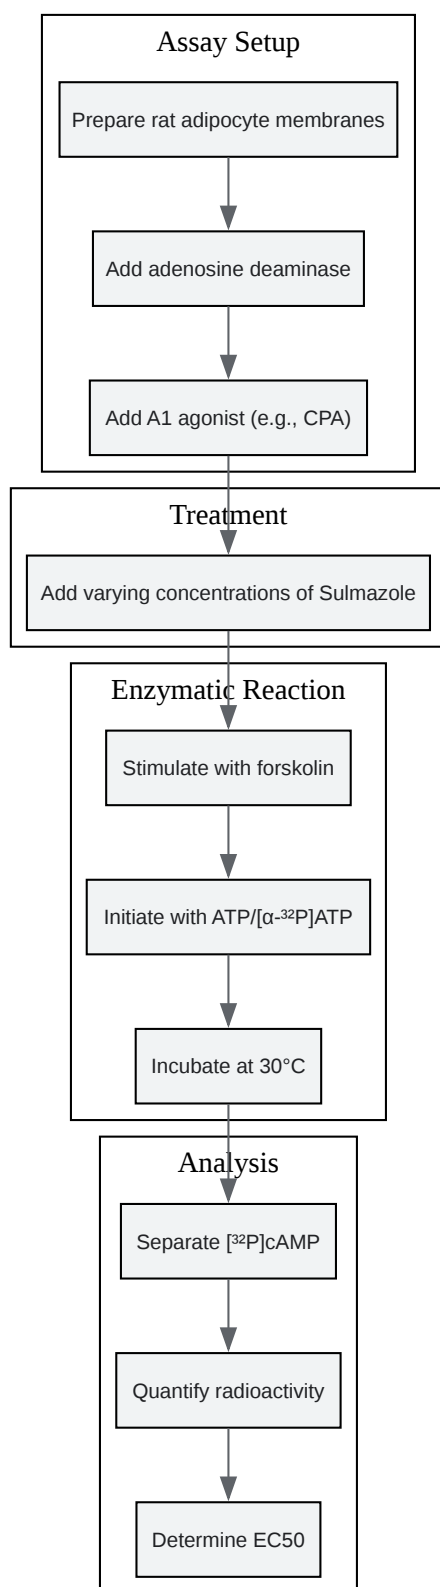 Assay Setup
Prepare rat adipocyte membranes
Add adenosine deaminase
Add A1 agonist (e.g., CPA)
Treatment
Add varying concentrations of Sulmazole
Enzymatic Reaction
Stimulate with forskolin
Initiate with ATP/[α-³²P]ATP
Incubate at 30°C
Analysis
Separate [³²P]cAMP
Quantify radioactivity
Determine EC50